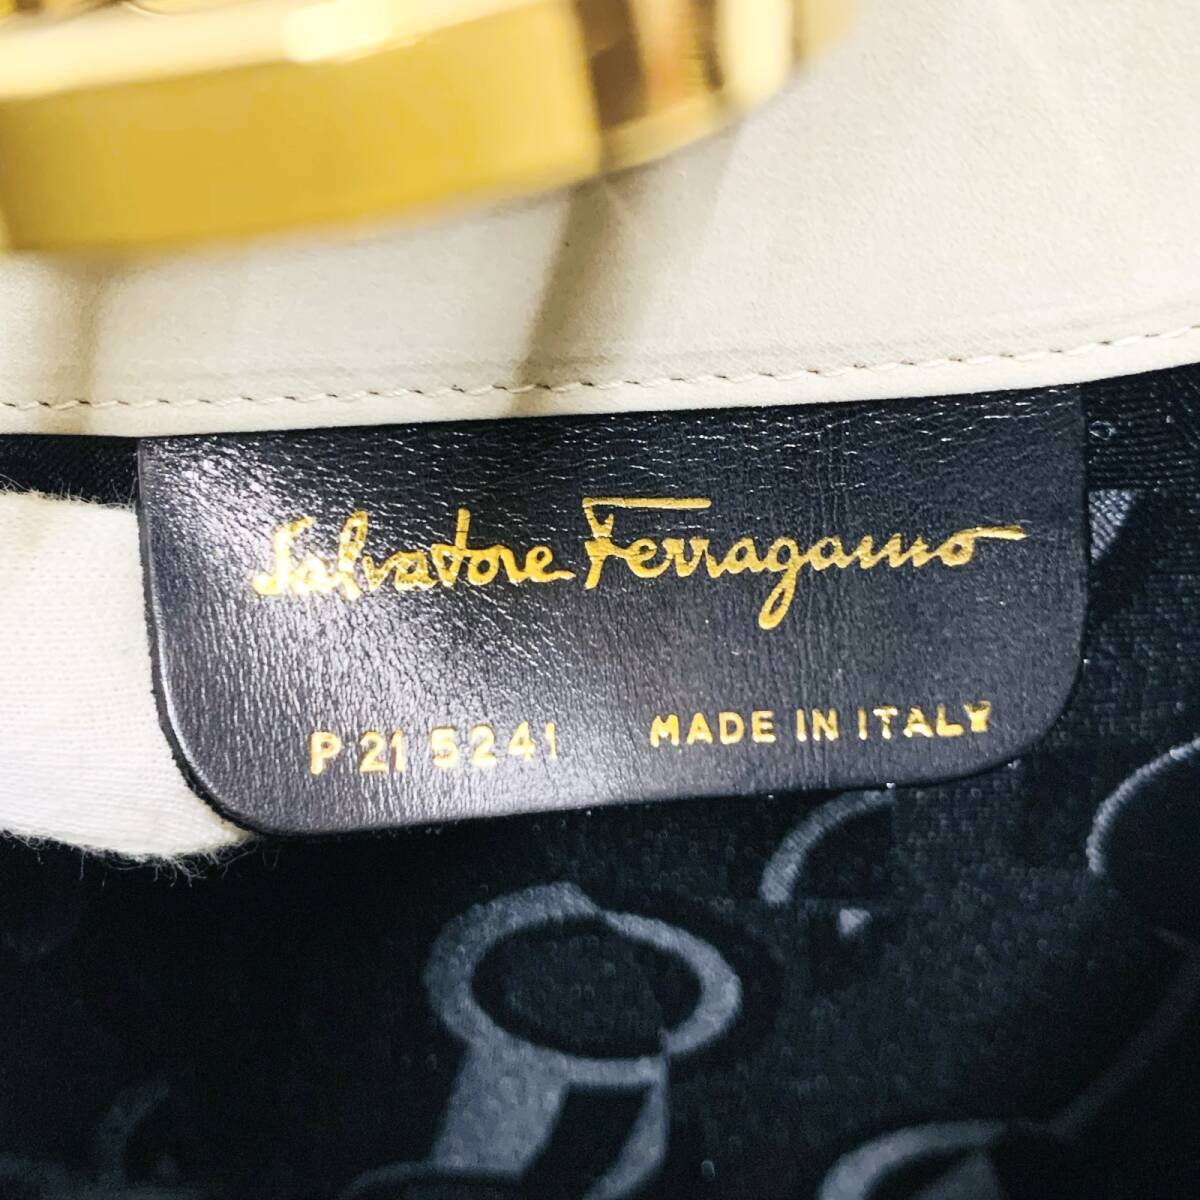 Salvatore Ferragamo
P 21 5241 MADE IN ITALY